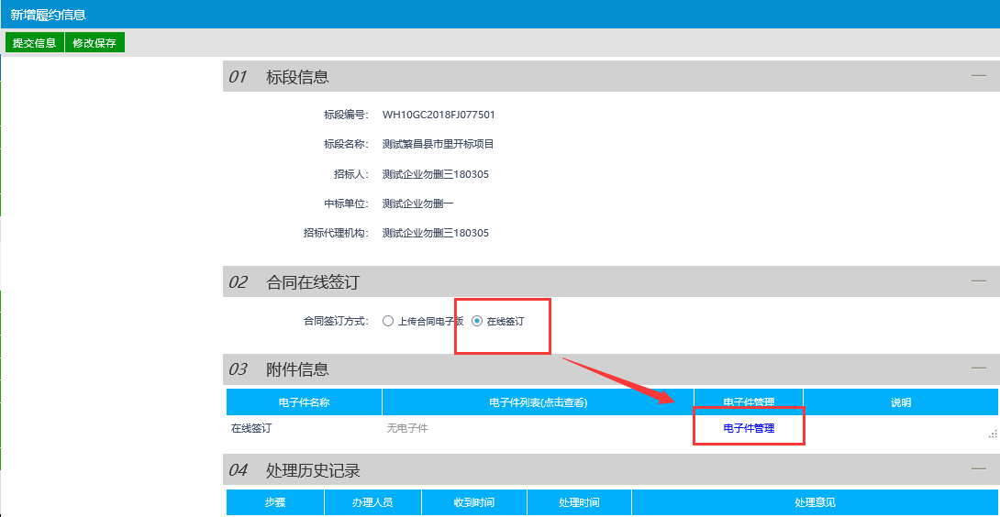 新增履约信息
提交信息 修改保存
01 标段信息
标段编号： WH10GC2018FJ077501
标段名称： 测试繁昌县市里开标项目
招标人： 测试企业勿删三180305
中标单位： 测试企业勿删一
招标代理机构： 测试企业勿删三180305
02 合同在线签订
合同签订方式： 上传合同电子版 在线签订
03 附件信息
电子件名称 电子件列表(点击查看) 电子件管理 说明
在线签订 无电子件 电子件管理
04 处理历史记录
步骤 办理人员 收到时间 处理时间 处理意见